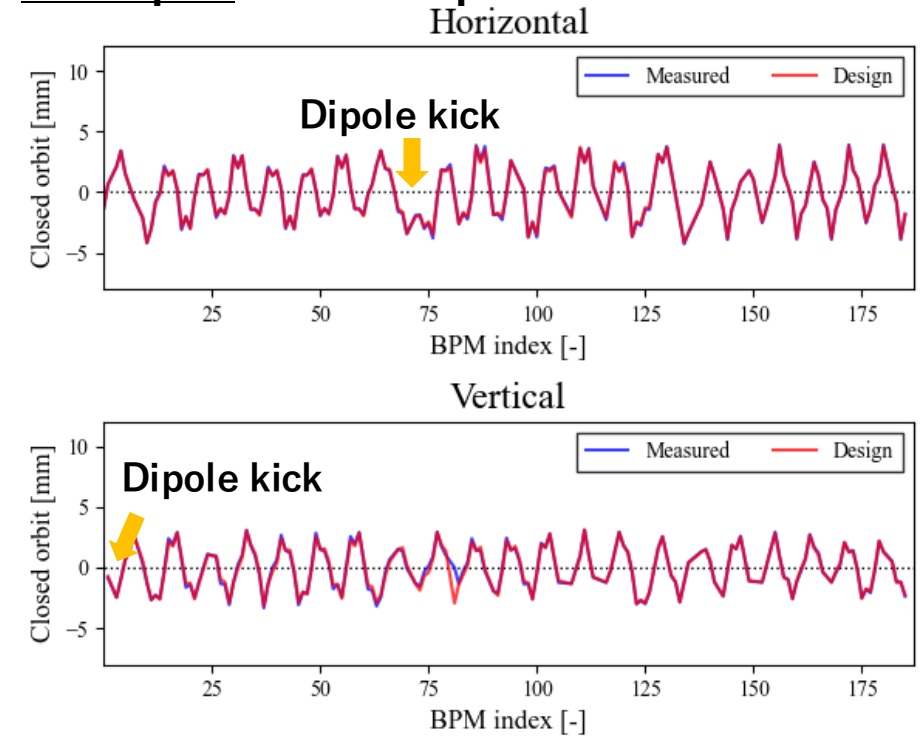 Horizontal
Closed orbit [mm]
10
5
0
−5
Measured
Design
Dipole kick
25
50
75
100
125
150
175
BPM index [-]
Vertical
Closed orbit [mm]
10
5
0
−5
Measured
Design
Dipole kick
25
50
75
100
125
150
175
BPM index [-]